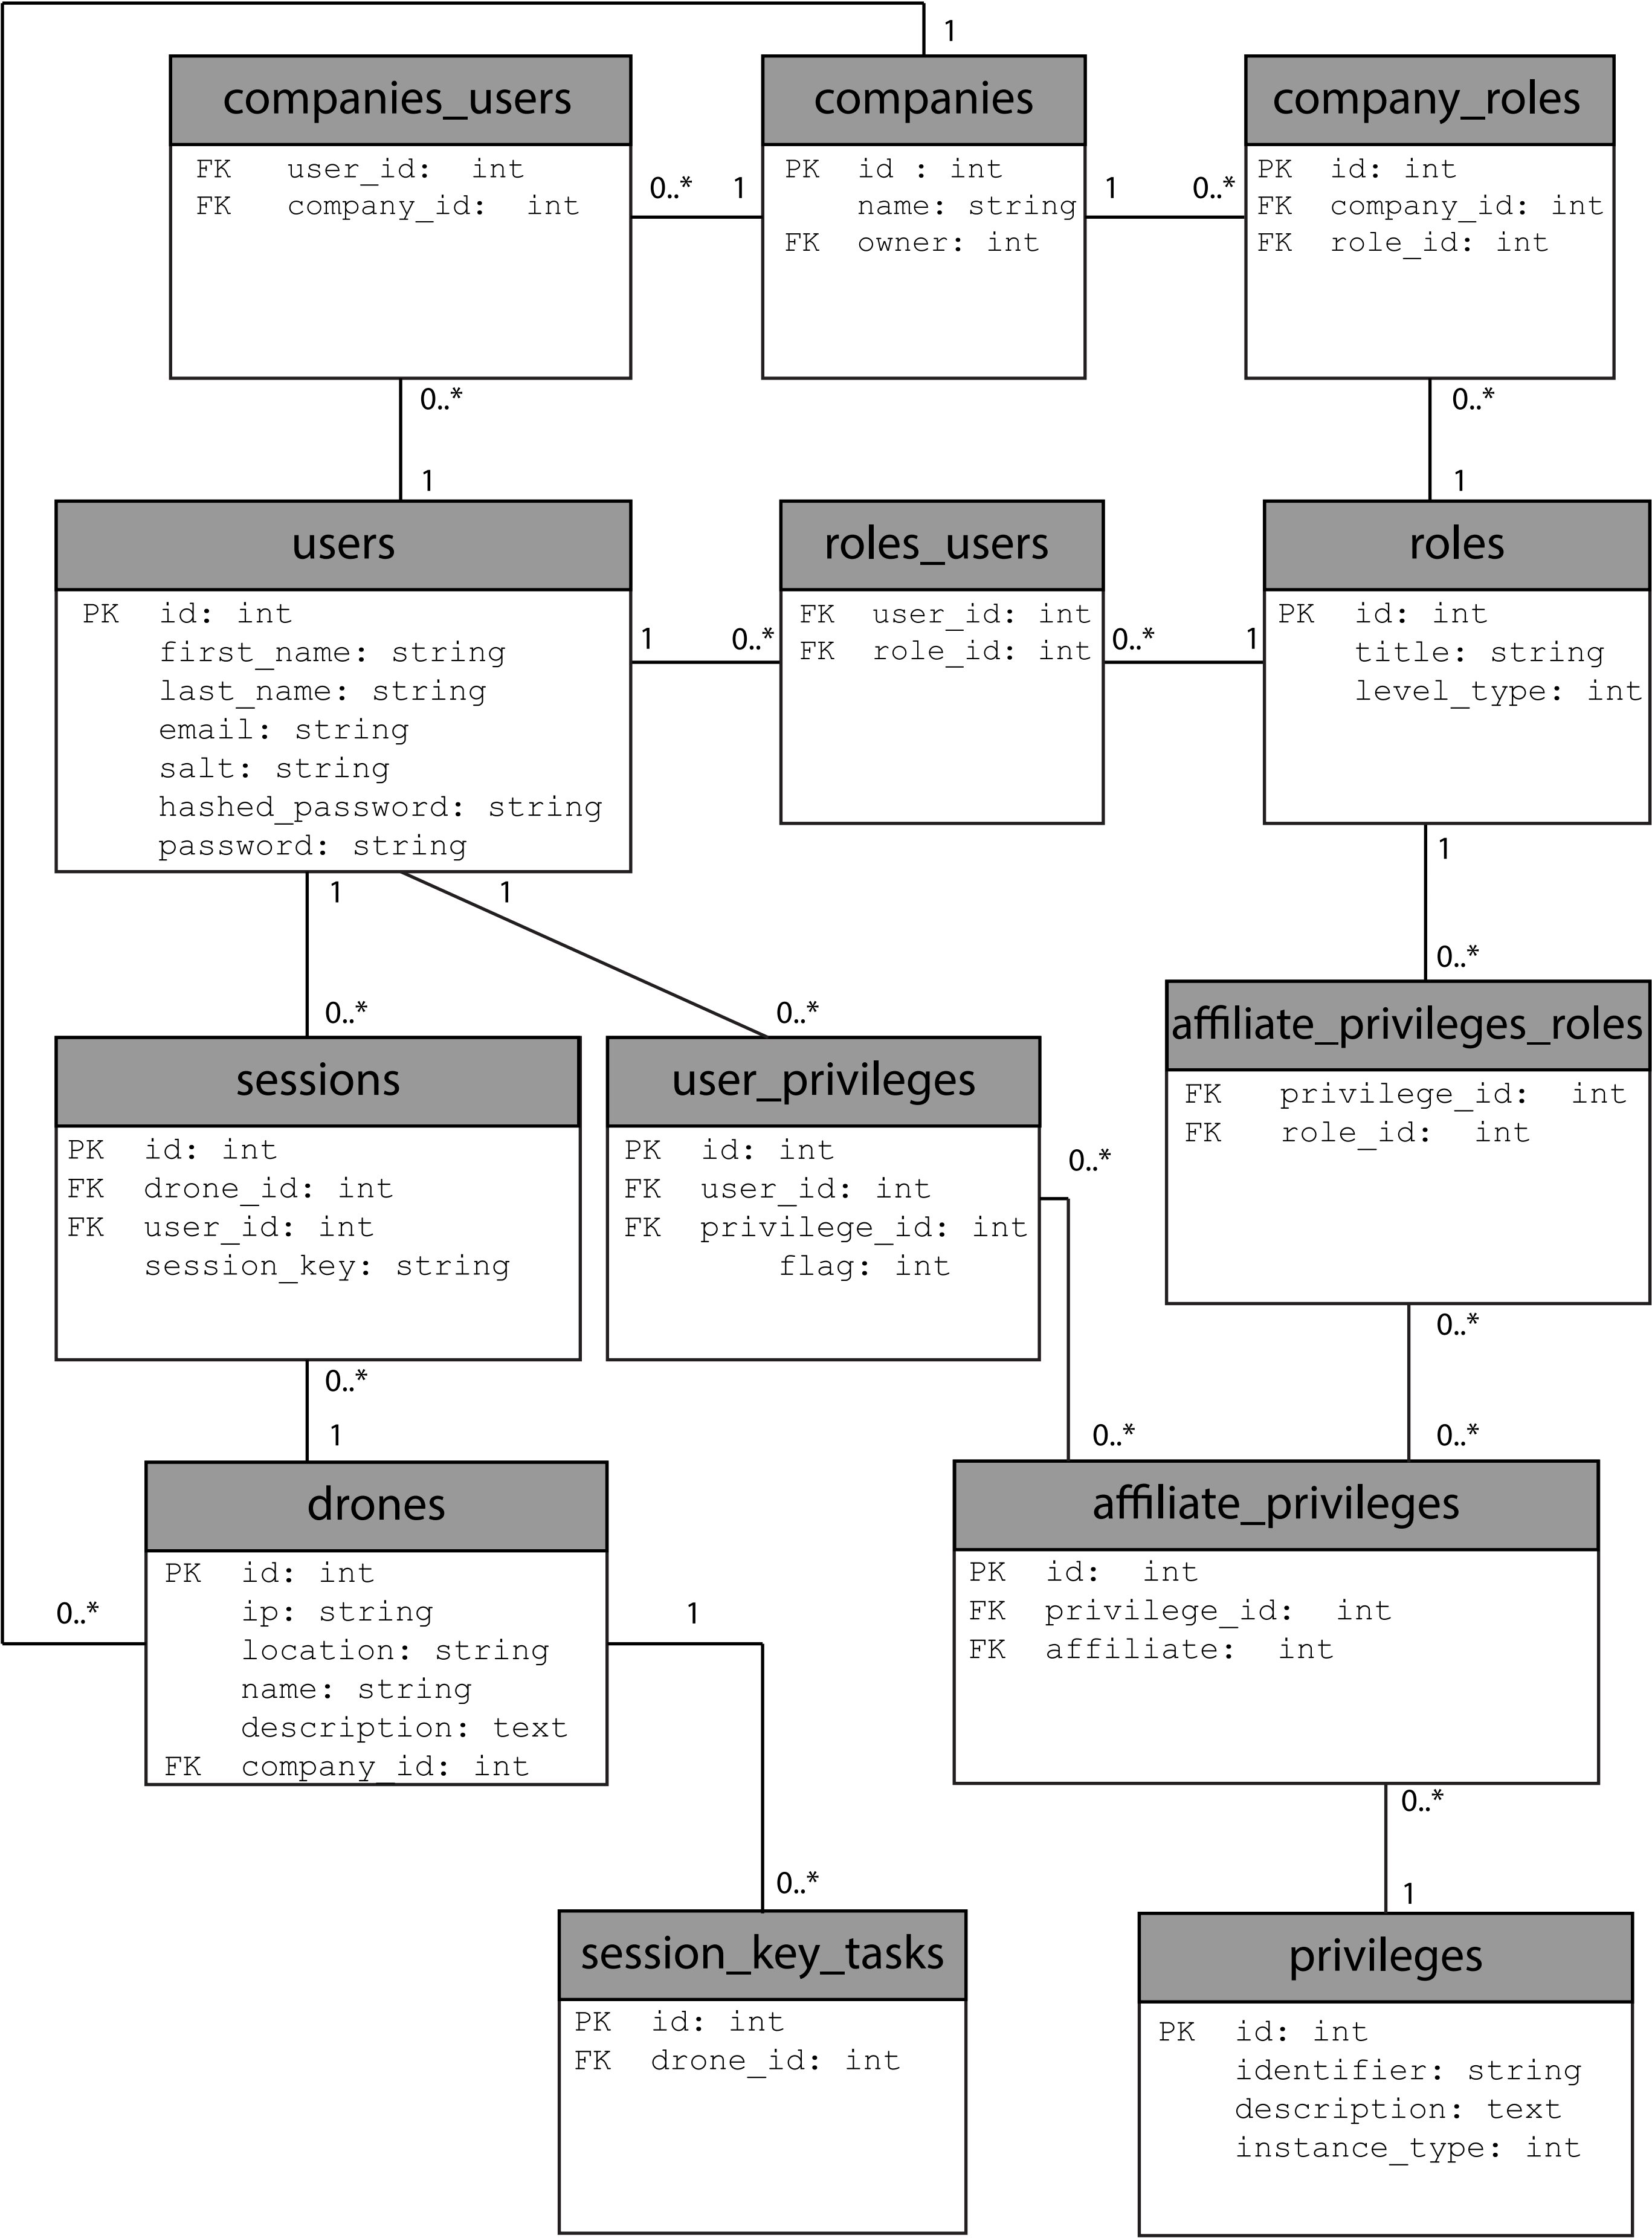 1
companies_users
FK user_id: int
FK company_id: int
0..* 1
companies
PK id : int
name: string
FK owner: int
1 0..*
company_roles
PK id: int
FK company_id: int
FK role_id: int
0..*
1
0..*
1
users
PK id: int
first_name: string
last_name: string
email: string
salt: string
hashed_password: string
password: string
1 0..*
roles_users
FK user_id: int
FK role_id: int
0..* 1
roles
PK id: int
title: string
level_type: int
1
0..*
1
0..*
1
0..*
sessions
PK id: int
FK drone_id: int
FK user_id: int
session_key: string
user_privileges
PK id: int
FK user_id: int
FK privilege_id: int
flag: int
0..*
0..*
affiliate_privileges_roles
FK privilege_id: int
FK role_id: int
0..*
0..*
0..*
1
drones
PK id: int
ip: string
location: string
name: string
description: text
FK company_id: int
0..*
1
0..*
affiliate_privileges
PK id: int
FK privilege_id: int
FK affiliate: int
0..*
1
session_key_tasks
PK id: int
FK drone_id: int
privileges
PK id: int
identifier: string
description: text
instance_type: int